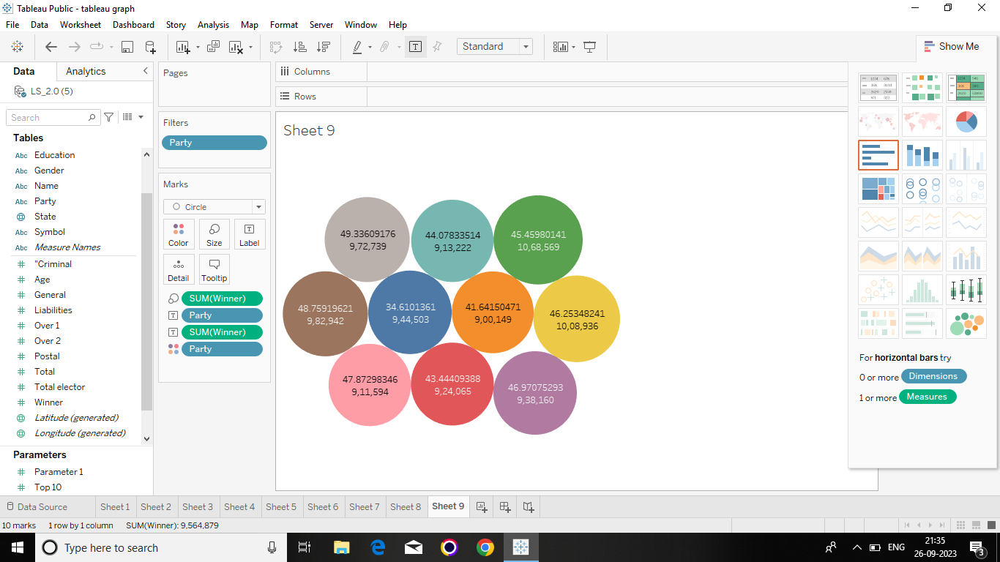 Tableau Public - tableau graph
File Data Worksheet Dashboard Story Analysis Map Format Server Window Help
Standard
Show Me
Data Analytics
LS_2.0 (5)
Search
Tables
Abc Education
Abc Gender
Abc Name
Abc Party
State
Abc Symbol
Abc Measure Names
"Criminal
Age
General
Liabilities
Over 1
Over 2
Postal
Total
Total elector
Winner
Latitude (generated)
Longitude (generated)
Parameters
Parameter 1
Top 10
Pages
Filters
Party
Marks
Circle
Color Size Label
Detail Tooltip
SUM(Winner)
Party
SUM(Winner)
Party
Columns
Rows
Sheet 9
49.33609176
9,72,739
44.07833514
9,13,222
45.45980141
10,68,569
48.75919621
9,82,942
34.6101361
9,44,503
41.64150471
9,00,149
46.25348241
10,08,936
47.87298346
9,11,594
43.44409388
9,24,065
46.97075293
9,38,160
For horizontal bars try
0 or more Dimensions
1 or more Measures
Data Source Sheet 1 Sheet 2 Sheet 3 Sheet 4 Sheet 5 Sheet 6 Sheet 7 Sheet 8 Sheet 9
10 marks 1 row by 1 column SUM(Winner): 9,564,879
Type here to search
ENG
21:35
26-09-2023
3